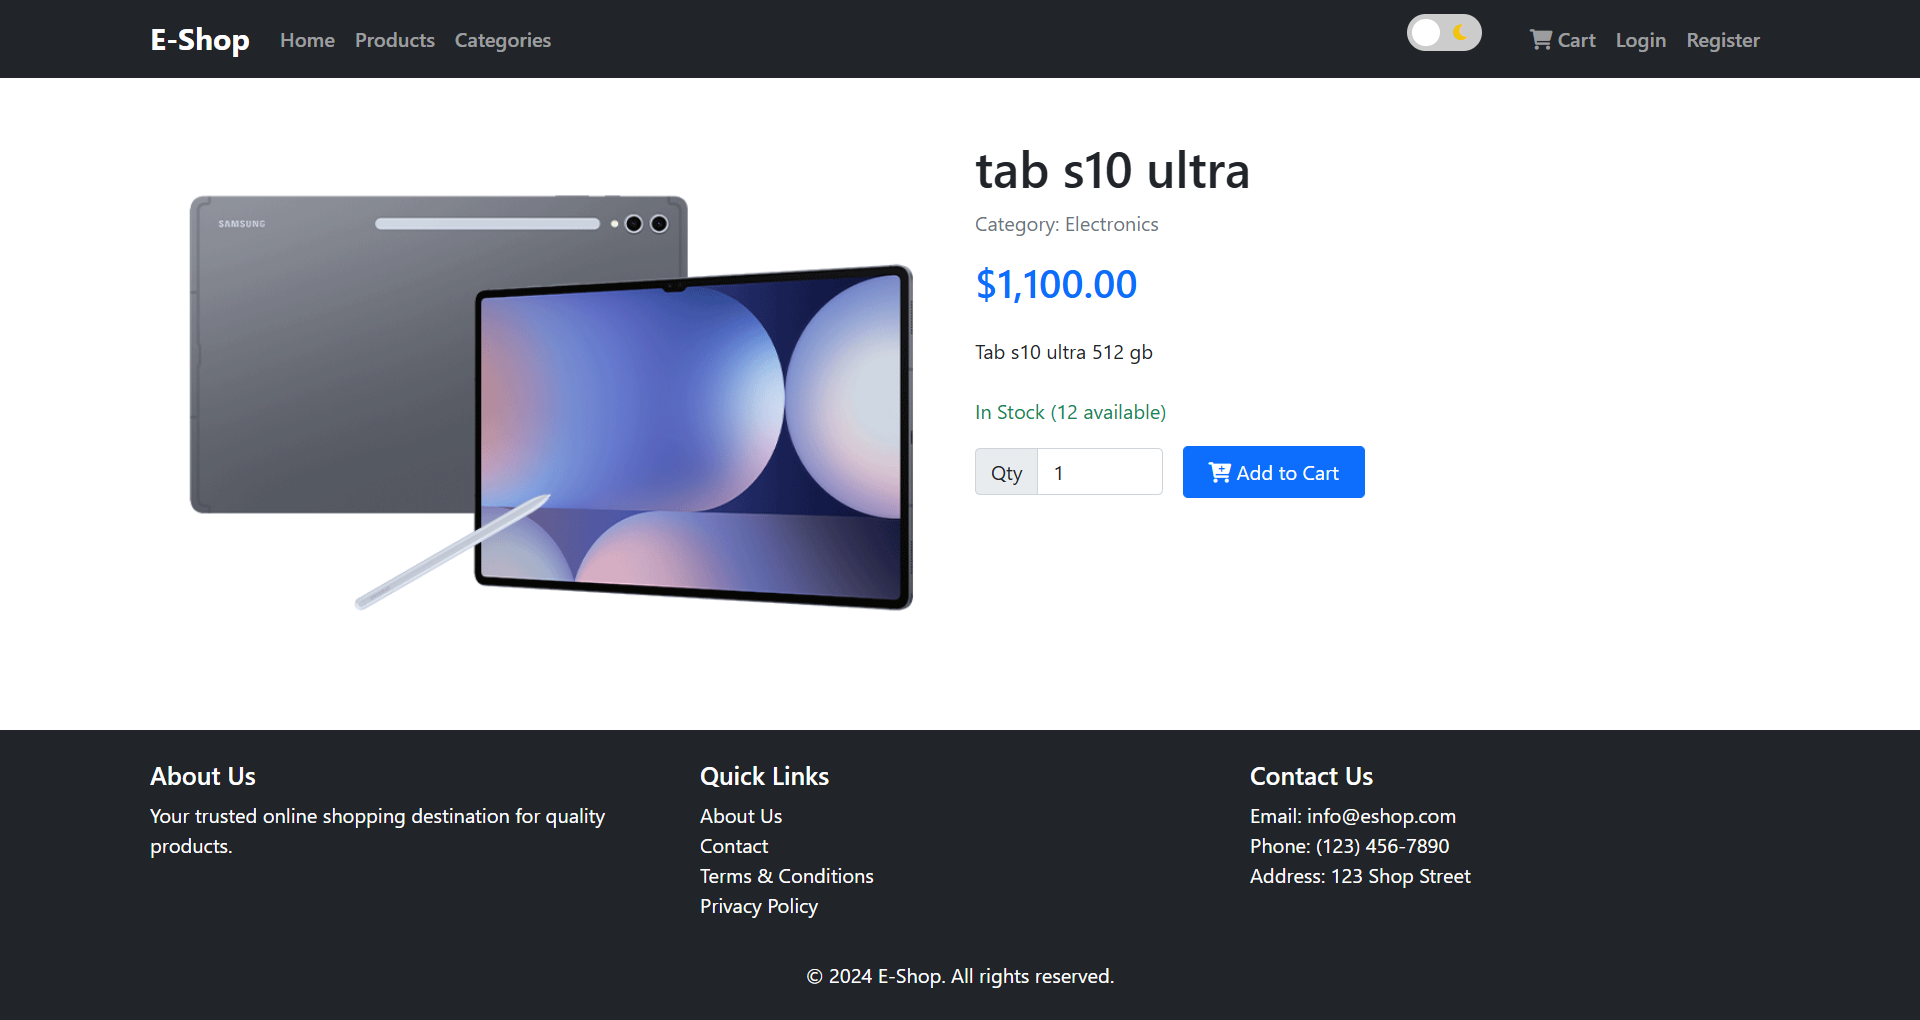 E-Shop Home Products Categories Cart Login Register
SAMSUNG
tab s10 ultra
Category: Electronics
$1,100.00
Tab s10 ultra 512 gb
In Stock (12 available)
Qty 1 Add to Cart
About Us
Your trusted online shopping destination for quality
products.
Quick Links
About Us
Contact
Terms & Conditions
Privacy Policy
Contact Us
Email: info@eshop.com
Phone: (123) 456-7890
Address: 123 Shop Street
© 2024 E-Shop. All rights reserved.